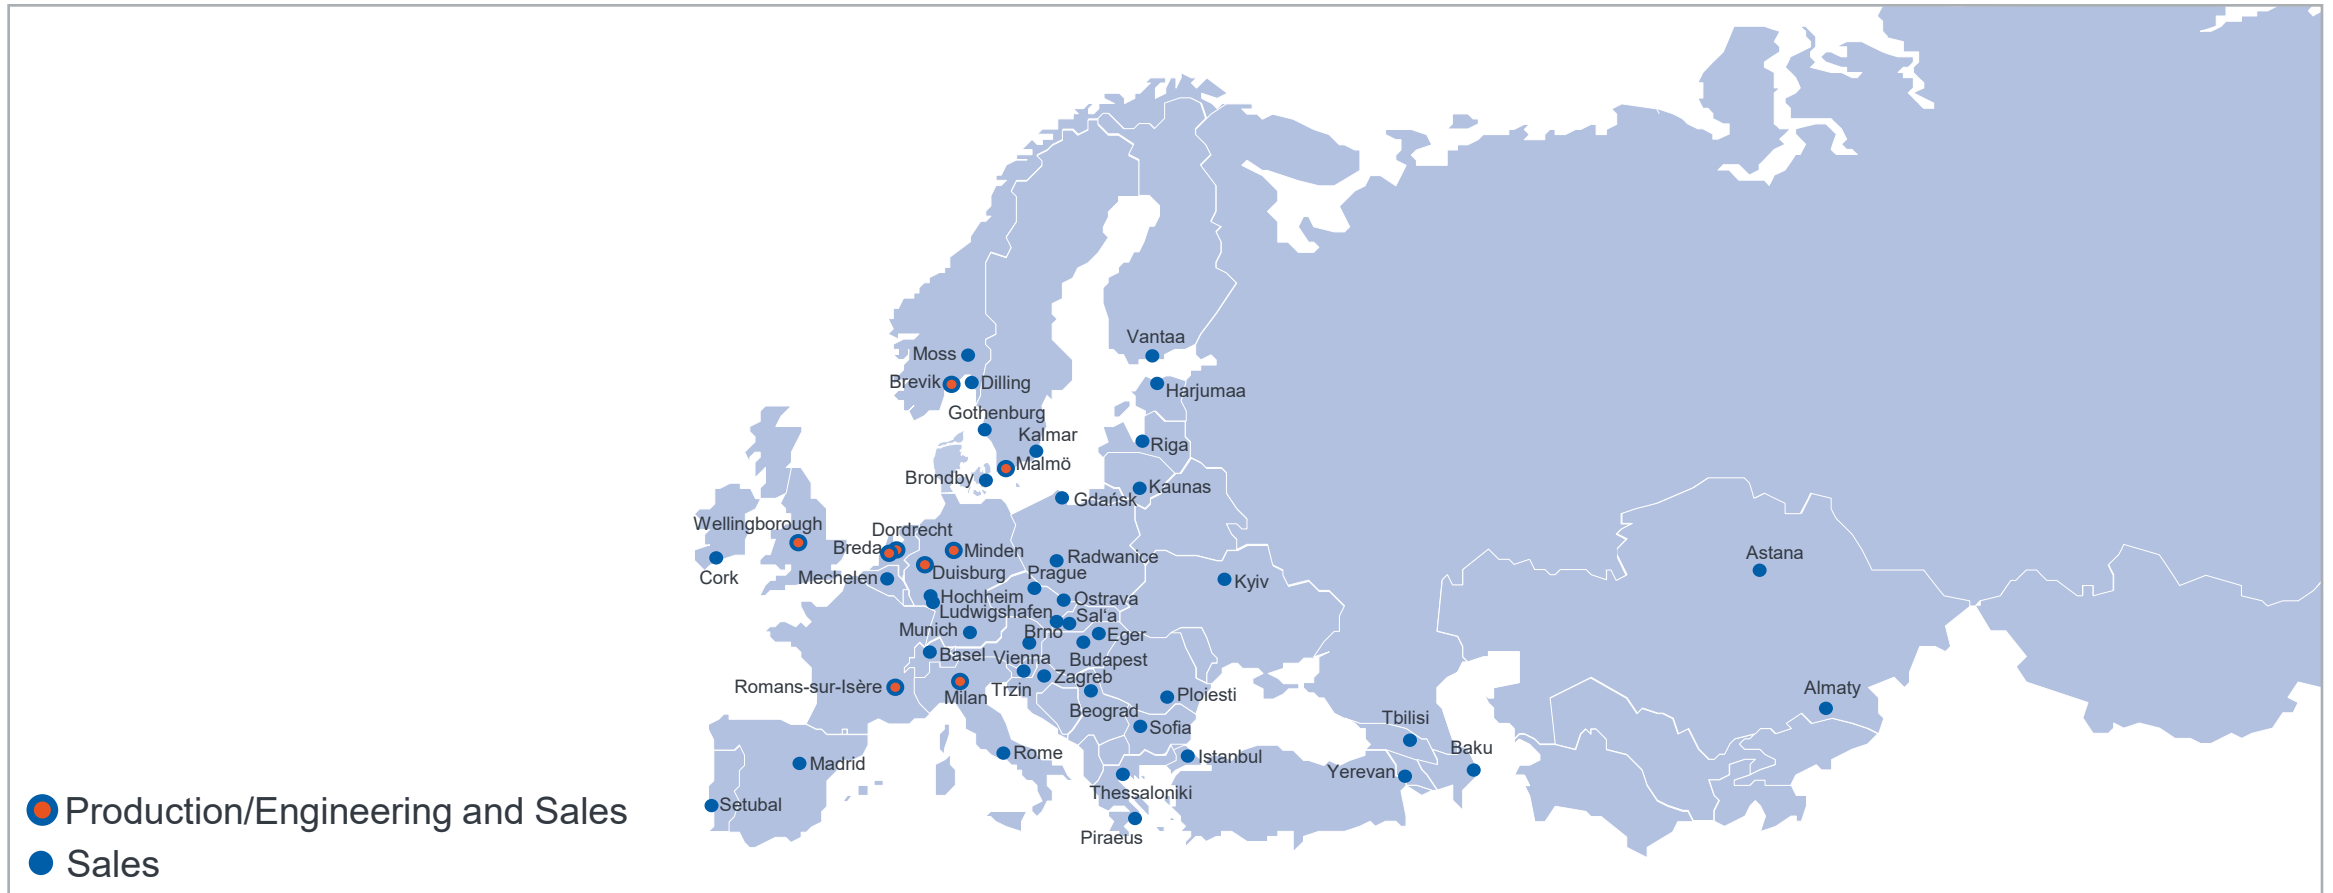 Vantaa
Moss
Brevik
Dilling
Harjumaa
Gothenburg
Kalmar
Riga
Malmö
Brondby
Kaunas
Gdańsk
Wellingborough
Dordrecht
Breda
Minden
Astana
Radwanice
Duisburg
Prague
Mechelen
Cork
Kyiv
Hochheim
Ostrava
Ludwigshafen
Sal'a
Munich
Brno
Eger
Basel
Vienna
Budapest
Zagreb
Romans-sur-Isère
Milan
Trzin
Ploiesti
Almaty
Beograd
Tbilisi
Sofia
Baku
Rome
Istanbul
Madrid
Yerevan
Thessaloniki
Setubal
Piraeus
Production/Engineering and Sales
Sales